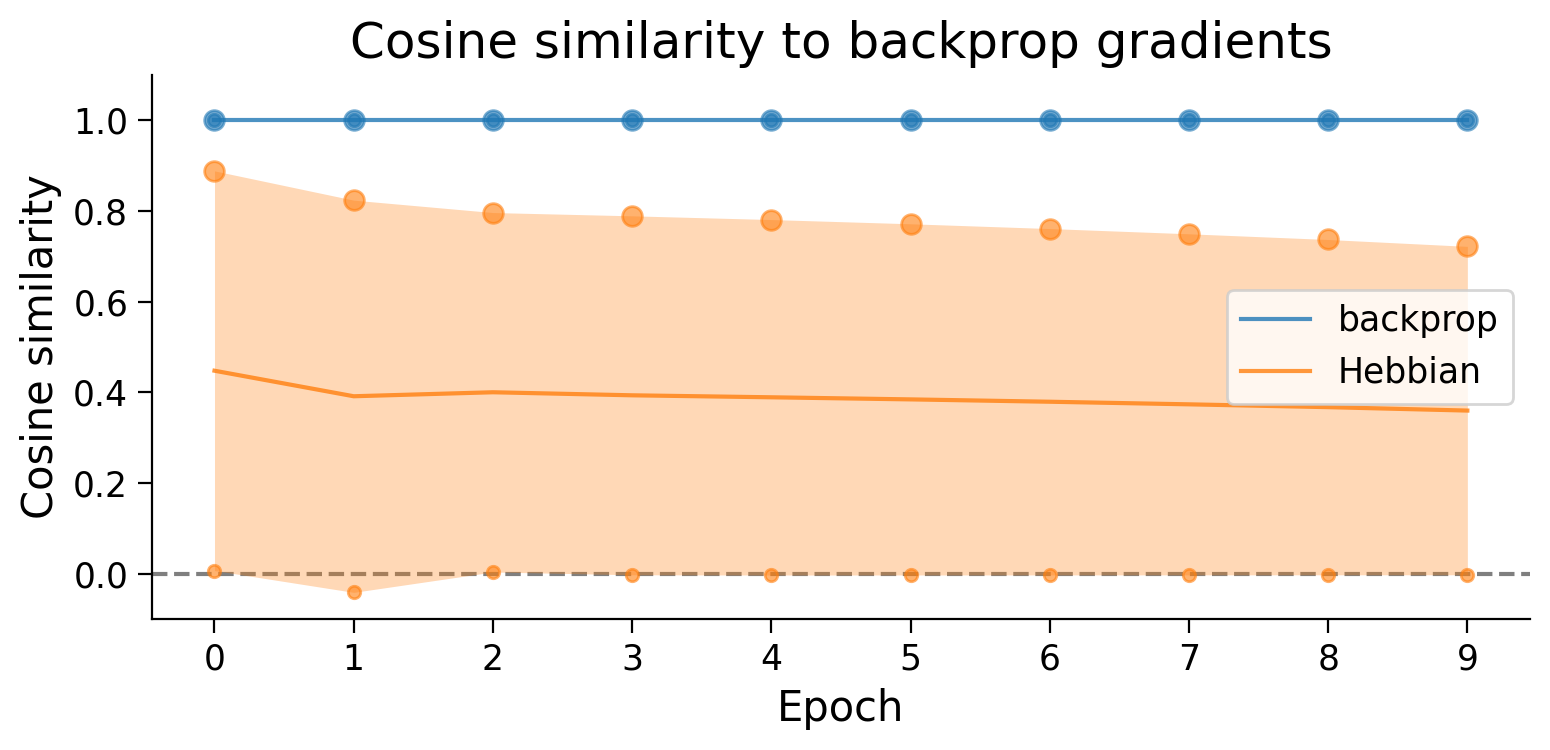 Cosine similarity to backprop gradients
Cosine similarity
1.0
0.8
0.6
0.4
0.2
0.0
backprop
Hebbian
0 1 2 3 4 5 6 7 8 9
Epoch